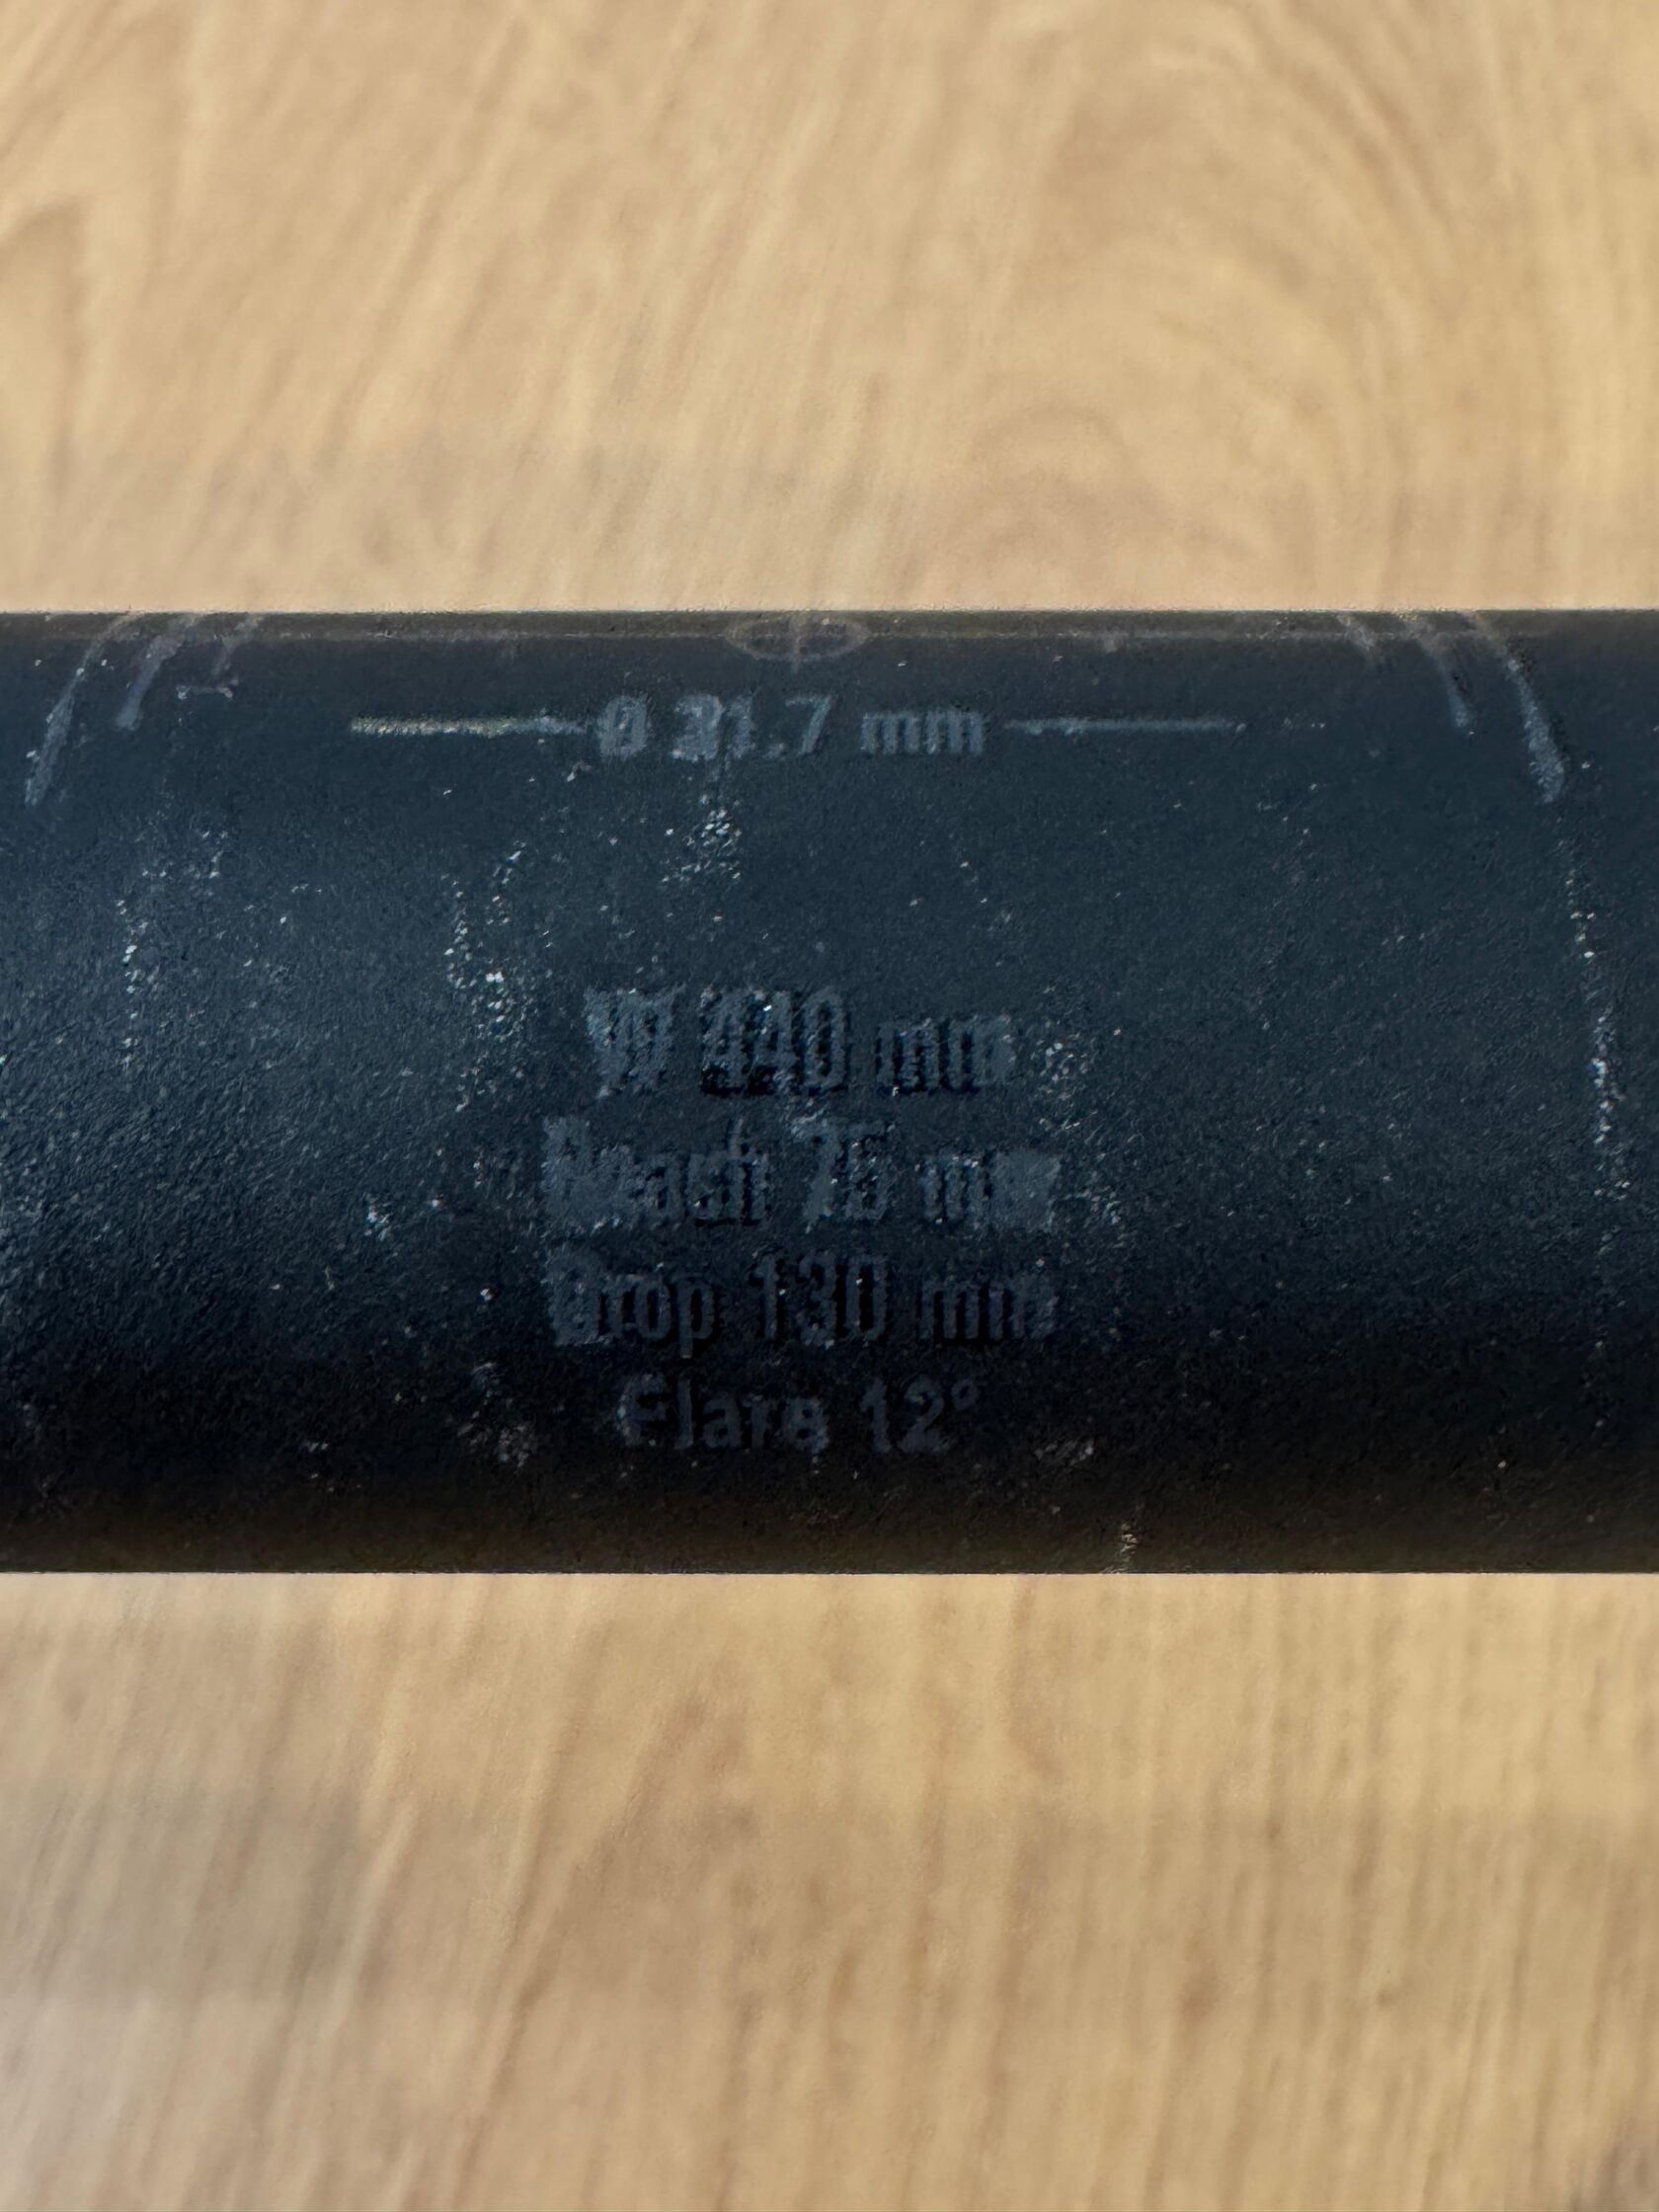 Ø 31.7 mm
W 440 mm
Reach 75 mm
Drop 130 mm
Flare 12°